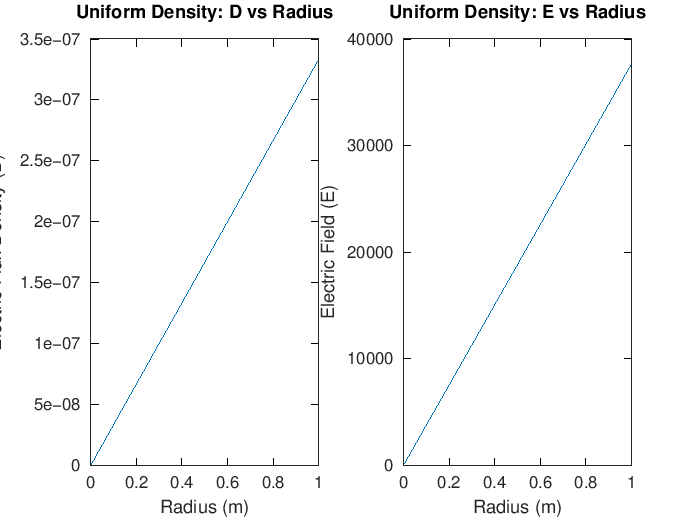 Uniform Density: D vs Radius
3.5e−07
3e−07
2.5e−07
2e−07
1.5e−07
1e−07
5e−08
0
0 0.2 0.4 0.6 0.8 1
Radius (m)
Uniform Density: E vs Radius
Electric Field (E)
40000
30000
20000
10000
0
0 0.2 0.4 0.6 0.8 1
Radius (m)